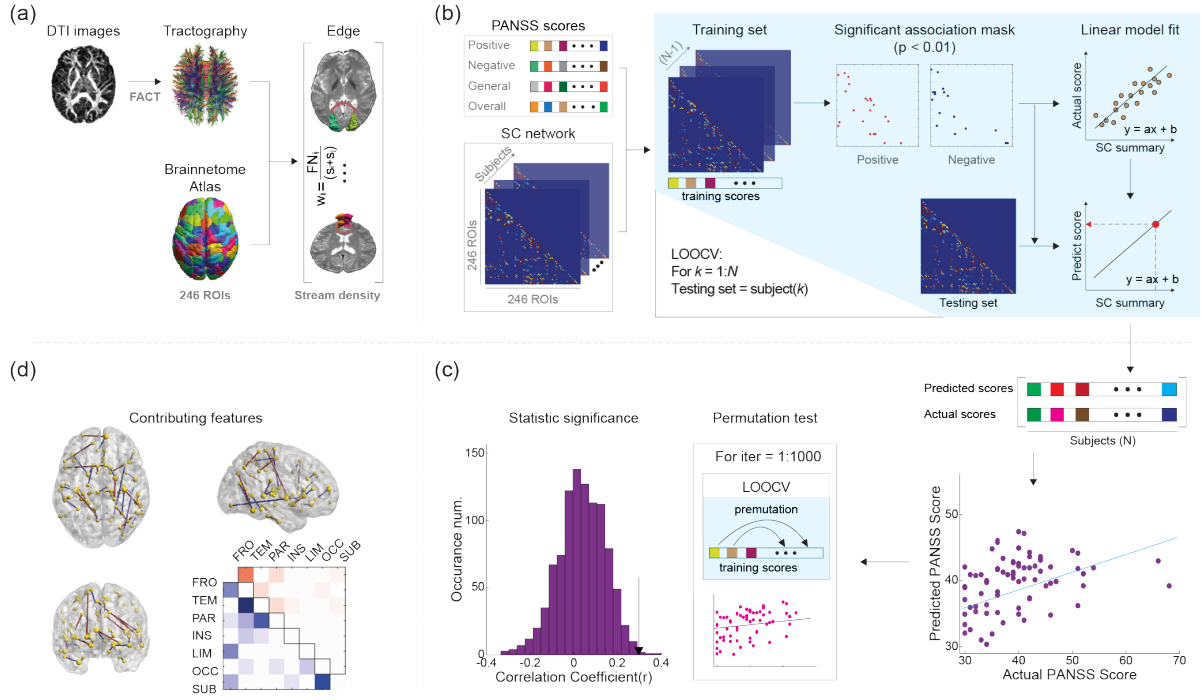 (a)
DTI images
Tractography
Edge
FACT
Brainnetome
Atlas
246 ROIs
wi = FNi / (si+si)
Stream density
(b)
PANSS scores
Positive
Negative
General
Overall
SC network
Subjects
246 ROIs
246 ROIs
Training set
(N-1)
training scores
Significant association mask
(p < 0.01)
Positive
Negative
Linear model fit
Actual score
y = ax + b
SC summary
LOOCV:
For k = 1:N
Testing set = subject(k)
Testing set
Predict score
y = ax + b
SC summary
Predicted scores
Actual scores
Subjects (N)
(d)
Contributing features
FRO
TEM
PAR
INS
LIM
OCC
SUB
FRO
TEM
PAR
INS
LIM
OCC
SUB
(c)
Statistic significance
Occurance num.
150
100
50
0
-0.4
-0.2
0
0.2
0.4
Correlation Coefficient(r)
Permutation test
For iter = 1:1000
LOOCV
premutation
training scores
Predicted PANSS Score
50
40
30
30
40
50
60
70
Actual PANSS Score